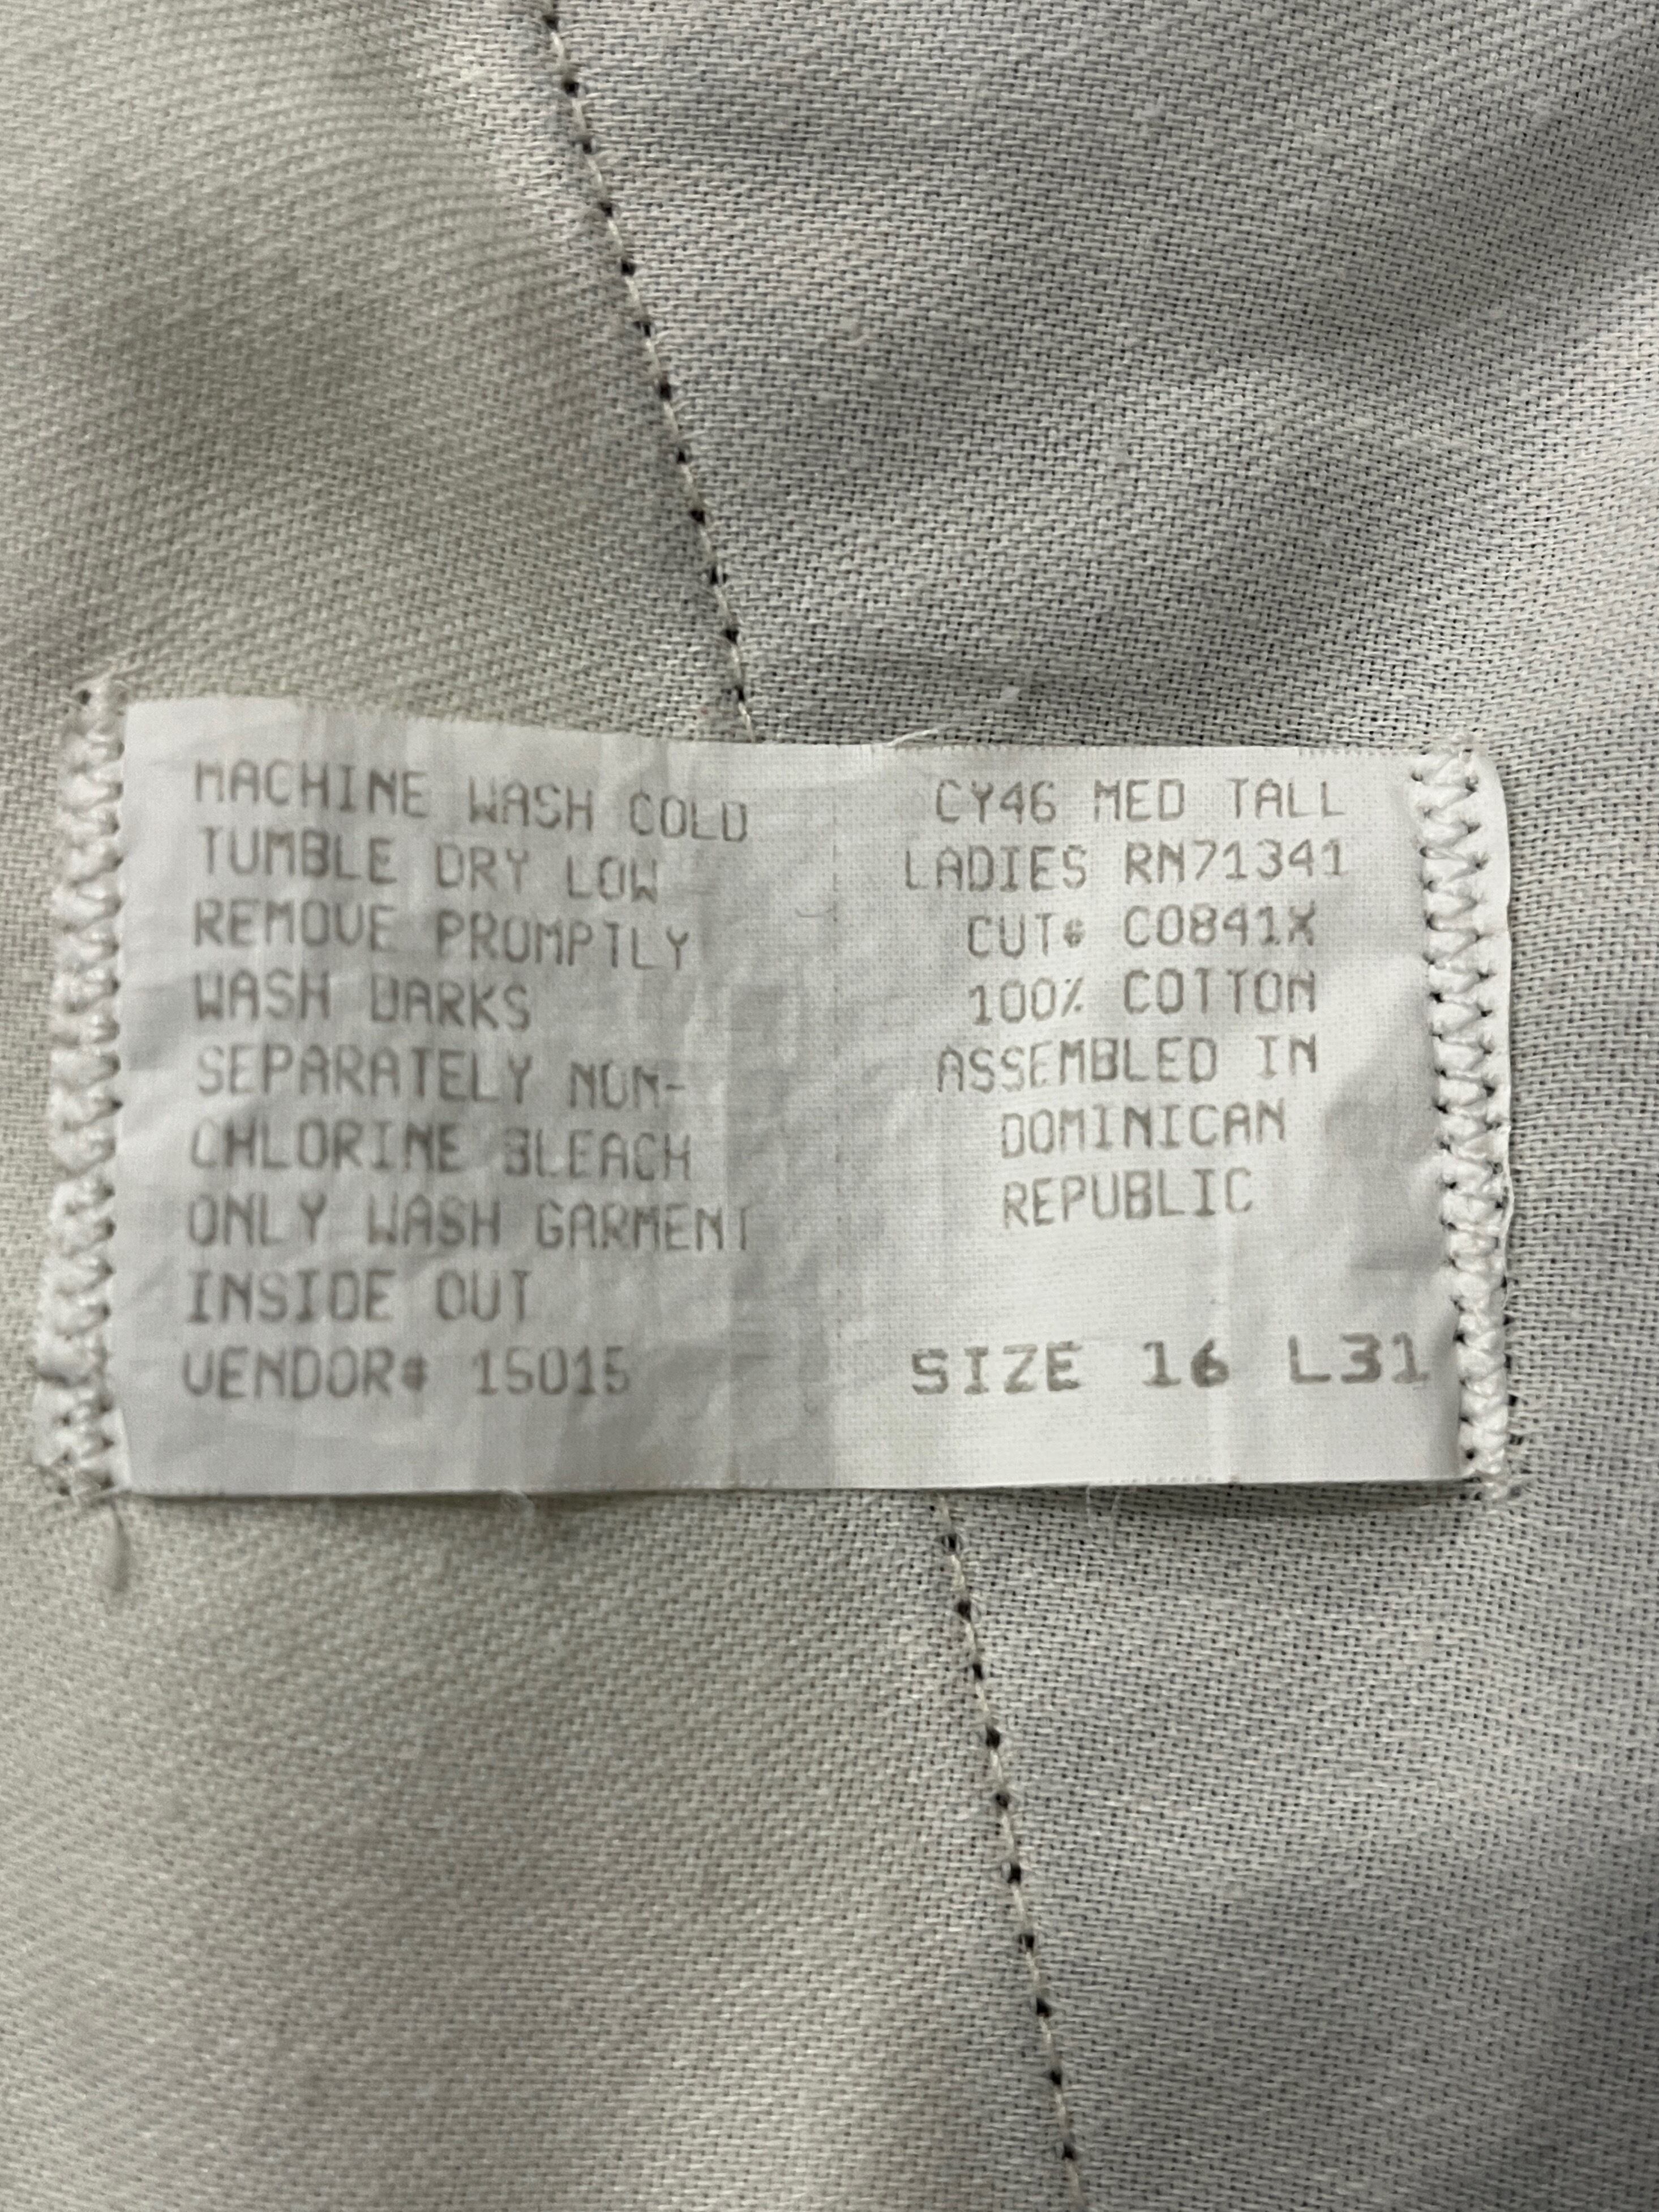 MACHINE WASH COLD
TUMBLE DRY LOW
REMOVE PROMPTLY
WASH DARKS
SEPARATELY NON-
CHLORINE BLEACH
ONLY WASH GARMENT
INSIDE OUT
VENDOR# 15015
CY46 MED TALL
LADIES RN71341
CUT# C0841X
100% COTTON
ASSEMBLED IN
DOMINICAN
REPUBLIC
SIZE 16 L31